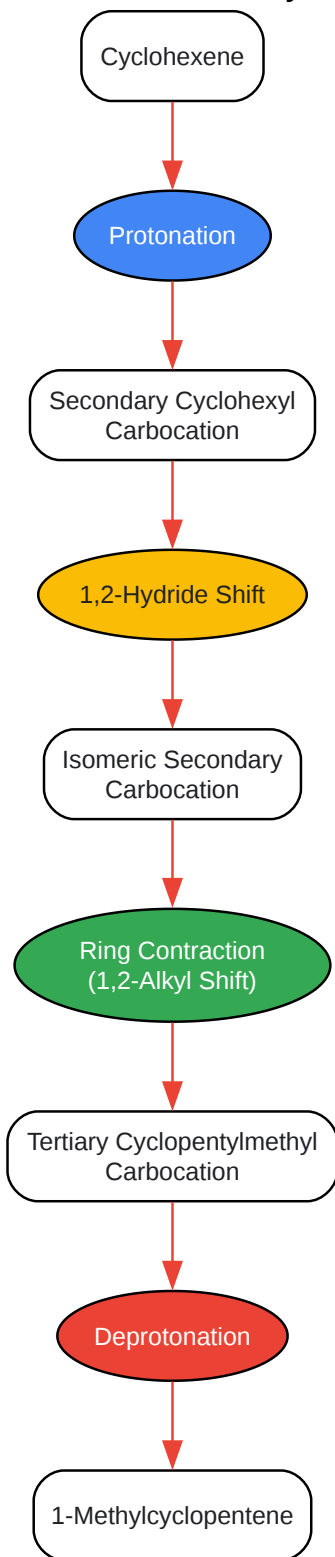 Cyclohexene
Protonation
Secondary Cyclohexyl
Carbocation
1,2-Hydride Shift
Isomeric Secondary
Carbocation
Ring Contraction
(1,2-Alkyl Shift)
Tertiary Cyclopentylmethyl
Carbocation
Deprotonation
1-Methylcyclopentene